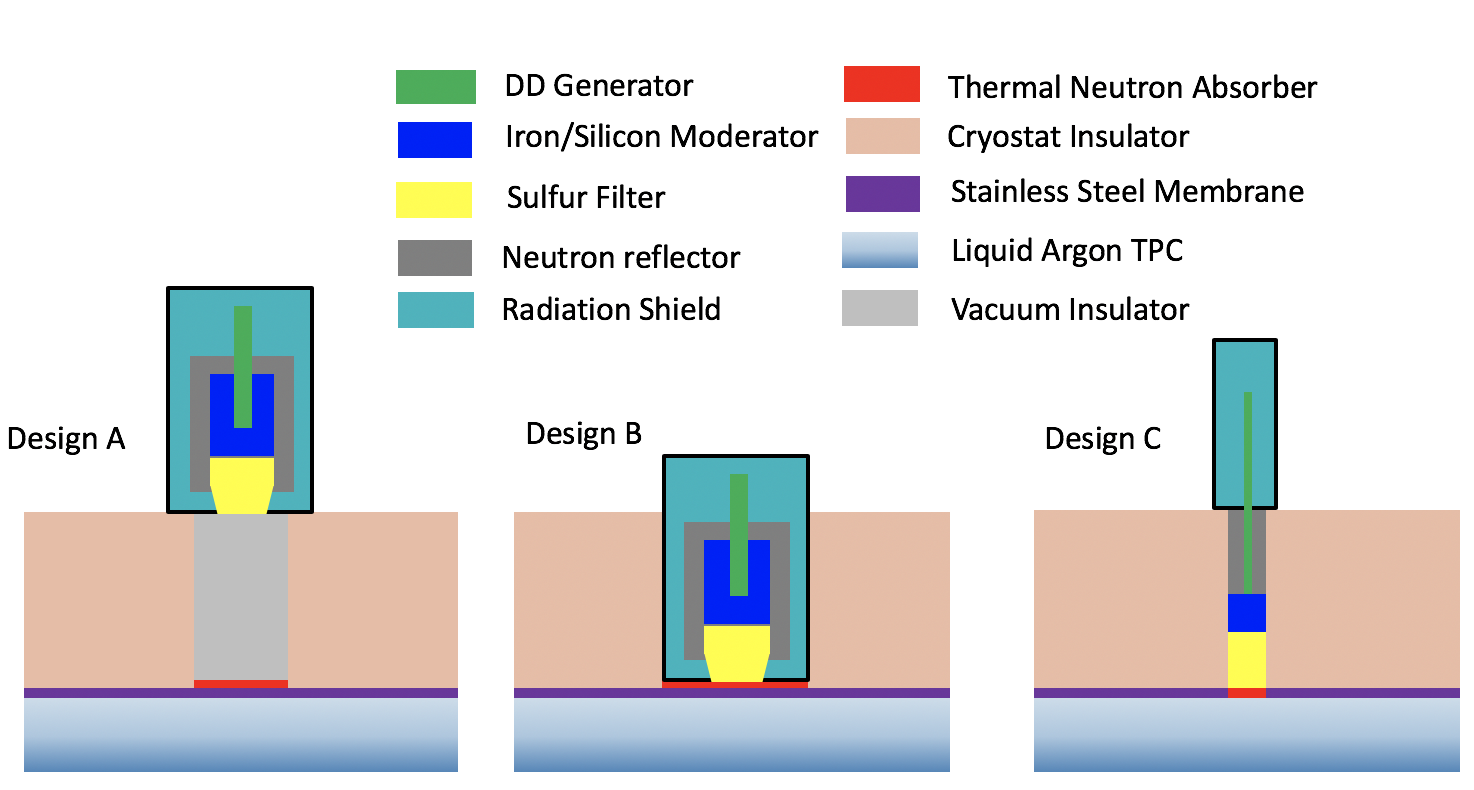 DD Generator
Iron/Silicon Moderator
Sulfur Filter
Neutron reflector
Radiation Shield
Thermal Neutron Absorber
Cryostat Insulator
Stainless Steel Membrane
Liquid Argon TPC
Vacuum Insulator
Design A
Design B
Design C